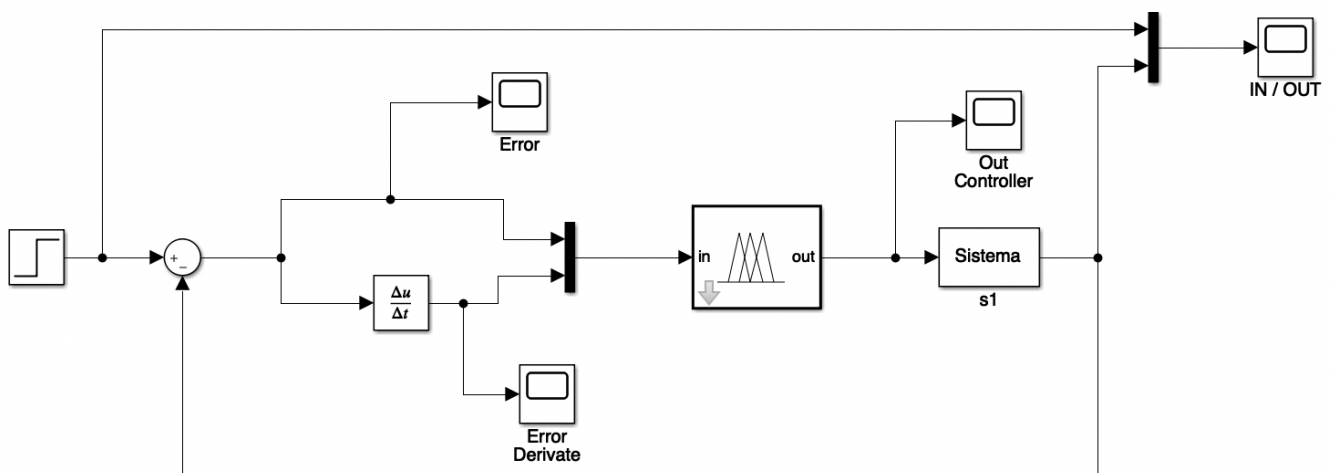 IN / OUT
Error
Out
Controller
+
−
Δu
Δt
in
out
Sistema
s1
Error
Derivate